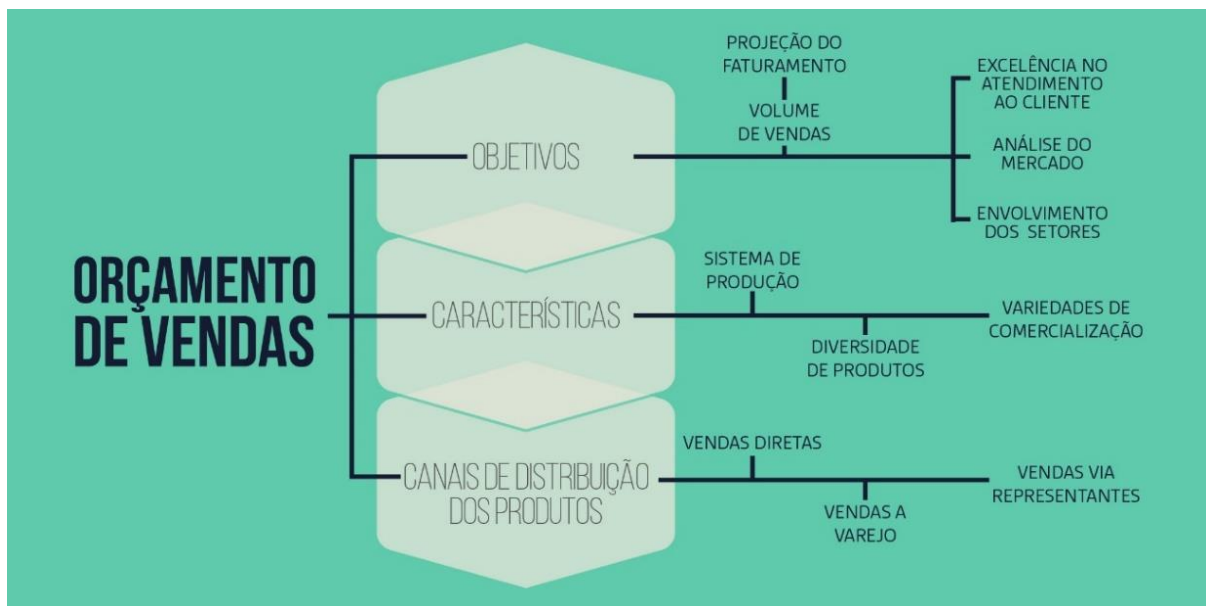 ORÇAMENTO
DE VENDAS
OBJETIVOS
PROJEÇÃO DO
FATURAMENTO
VOLUME
DE VENDAS
EXCELÊNCIA NO
ATENDIMENTO
AO CLIENTE
ANÁLISE DO
MERCADO
ENVOLVIMENTO
DOS SETORES
CARACTERÍSTICAS
SISTEMA DE
PRODUÇÃO
DIVERSIDADE
DE PRODUTOS
VARIEDADES DE
COMERCIALIZAÇÃO
CANAIS DE DISTRIBUIÇÃO
DOS PRODUTOS
VENDAS DIRETAS
VENDAS A
VAREJO
VENDAS VIA
REPRESENTANTES